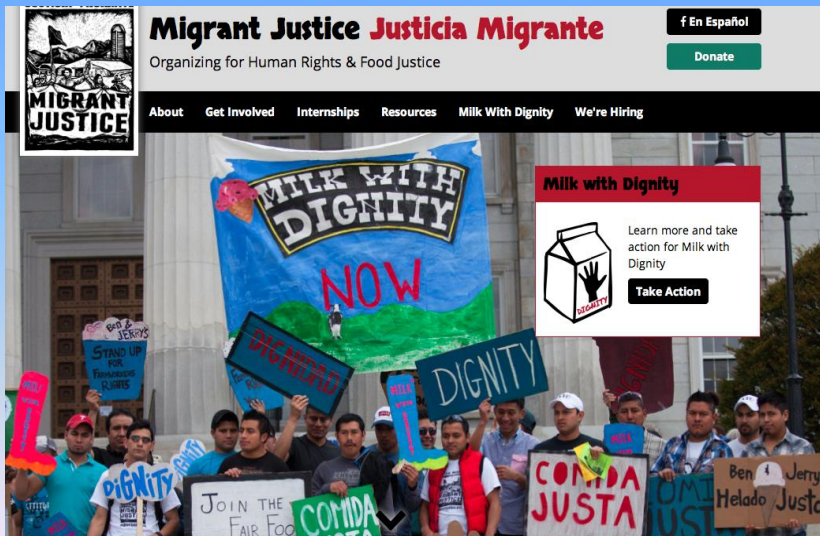 Migrant Justice Justicia Migrante
f En Español
Organizing for Human Rights & Food Justice
Donate
MIGRANT
JUSTICE
About Get Involved Internships Resources Milk With Dignity We're Hiring
MILK WITH
DIGNITY
NOW
Milk with Dignity
Learn more and take
action for Milk with
Dignity
Take Action
DIGNITY
Ben &
JERRY'S
STAND UP
FOR
FARMWORKERS
RIGHTS
DIGNIDAD
DIGNITY
MILK
DIGNITY
JOIN THE
FAIR FOOD
COMIDA
COMIDA
JUSTA
Ben Jerry
Helado Justo